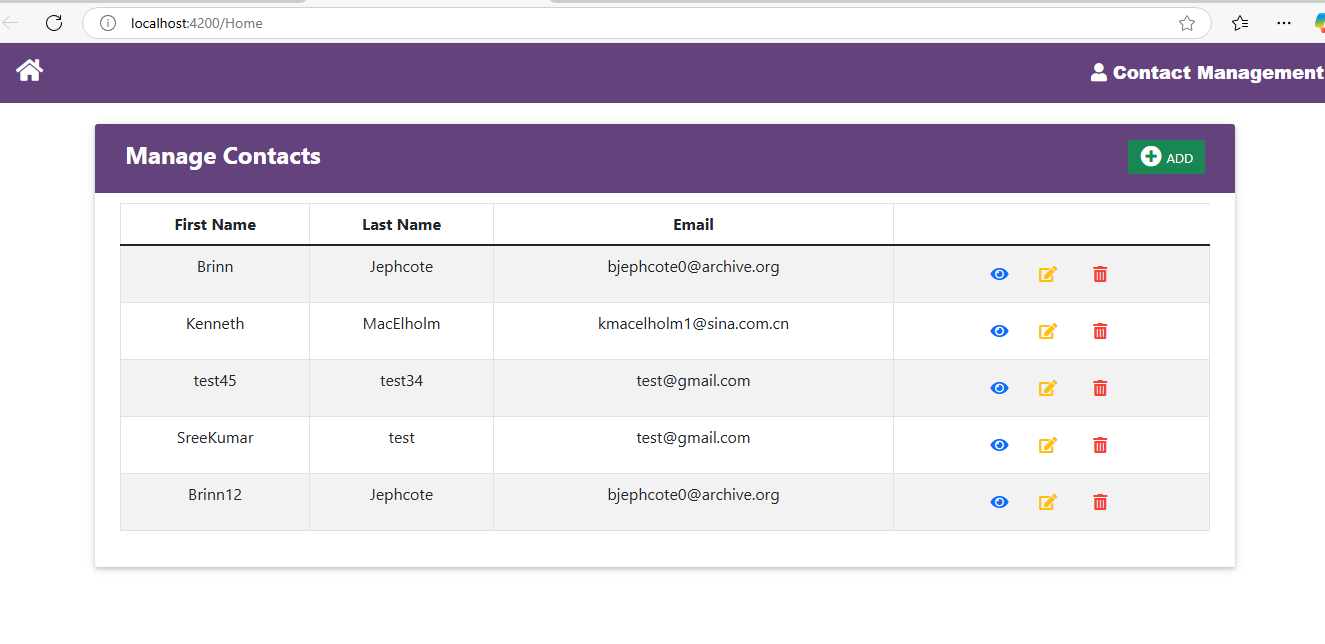 localhost:4200/Home
Contact Management
Manage Contacts
ADD
First Name Last Name Email
Brinn Jephcote bjephcote0@archive.org
Kenneth MacElholm kmacelholm1@sina.com.cn
test45 test34 test@gmail.com
SreeKumar test test@gmail.com
Brinn12 Jephcote bjephcote0@archive.org